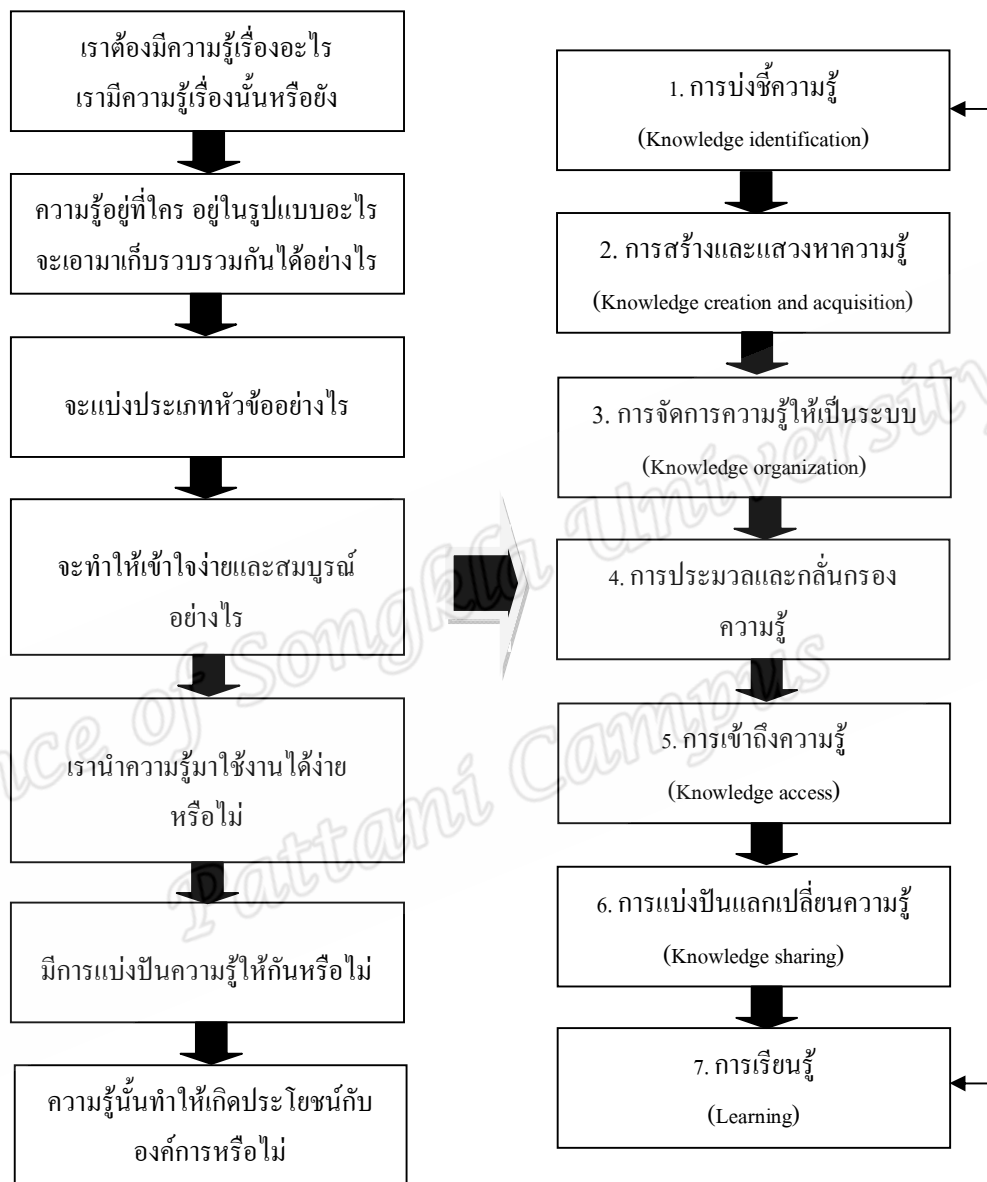 เราต้องมีความรู้เรื่องอะไร
เรามีความรู้เรื่องนั้นหรือยัง
ความรู้อยู่ที่ใคร อยู่ในรูปแบบอะไร
จะเอามาเก็บรวบรวมกันได้อย่างไร
จะแบ่งประเภทหัวข้ออย่างไร
จะทำให้เข้าใจง่ายและสมบูรณ์
อย่างไร
เรานำความรู้มาใช้งานได้ง่าย
หรือไม่
มีการแบ่งปันความรู้ให้กันหรือไม่
ความรู้นั้นทำให้เกิดประโยชน์กับ
องค์การหรือไม่
1. การบ่งชี้ความรู้
(Knowledge identification)
2. การสร้างและแสวงหาความรู้
(Knowledge creation and acquisition)
3. การจัดการความรู้ให้เป็นระบบ
(Knowledge organization)
4. การประมวลและกลั่นกรอง
ความรู้
5. การเข้าถึงความรู้
(Knowledge access)
6. การแบ่งปันแลกเปลี่ยนความรู้
(Knowledge sharing)
7. การเรียนรู้
(Learning)
nce of Songkla University
Pattani Campus